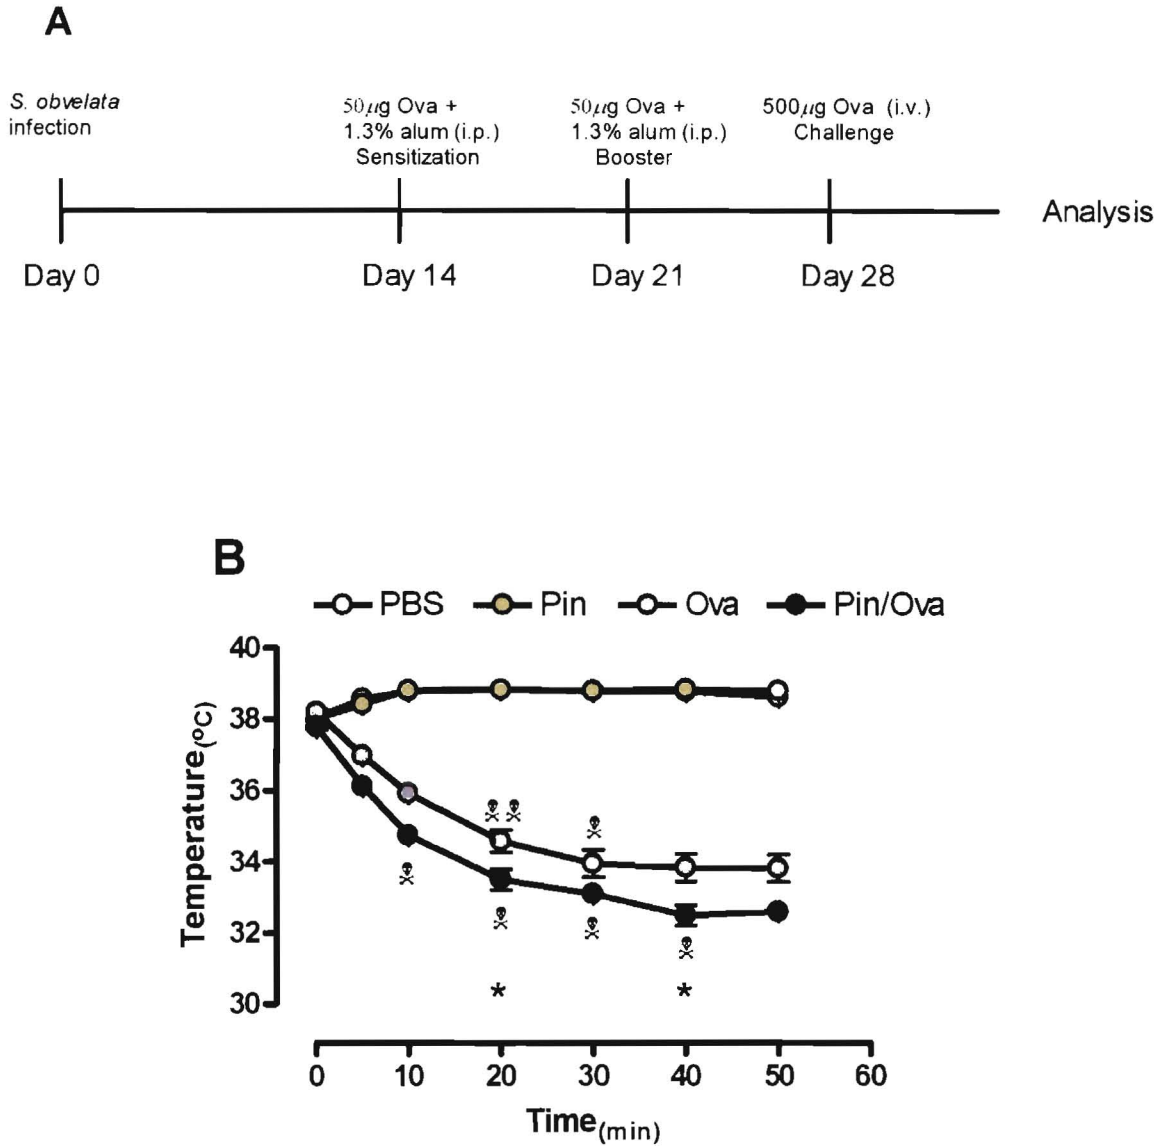 A
S. obvelata
infection
50μg Ova +
1.3% alum (i.p.)
Sensitization
50μg Ova +
1.3% alum (i.p.)
Booster
500μg Ova (i.v.)
Challenge
Analysis
Day 0
Day 14
Day 21
Day 28
B
PBS
Pin
Ova
Pin/Ova
40
38
36
34
32
30
Temperature(ºC)
* *
0 10 20 30 40 50 60
Time(min)